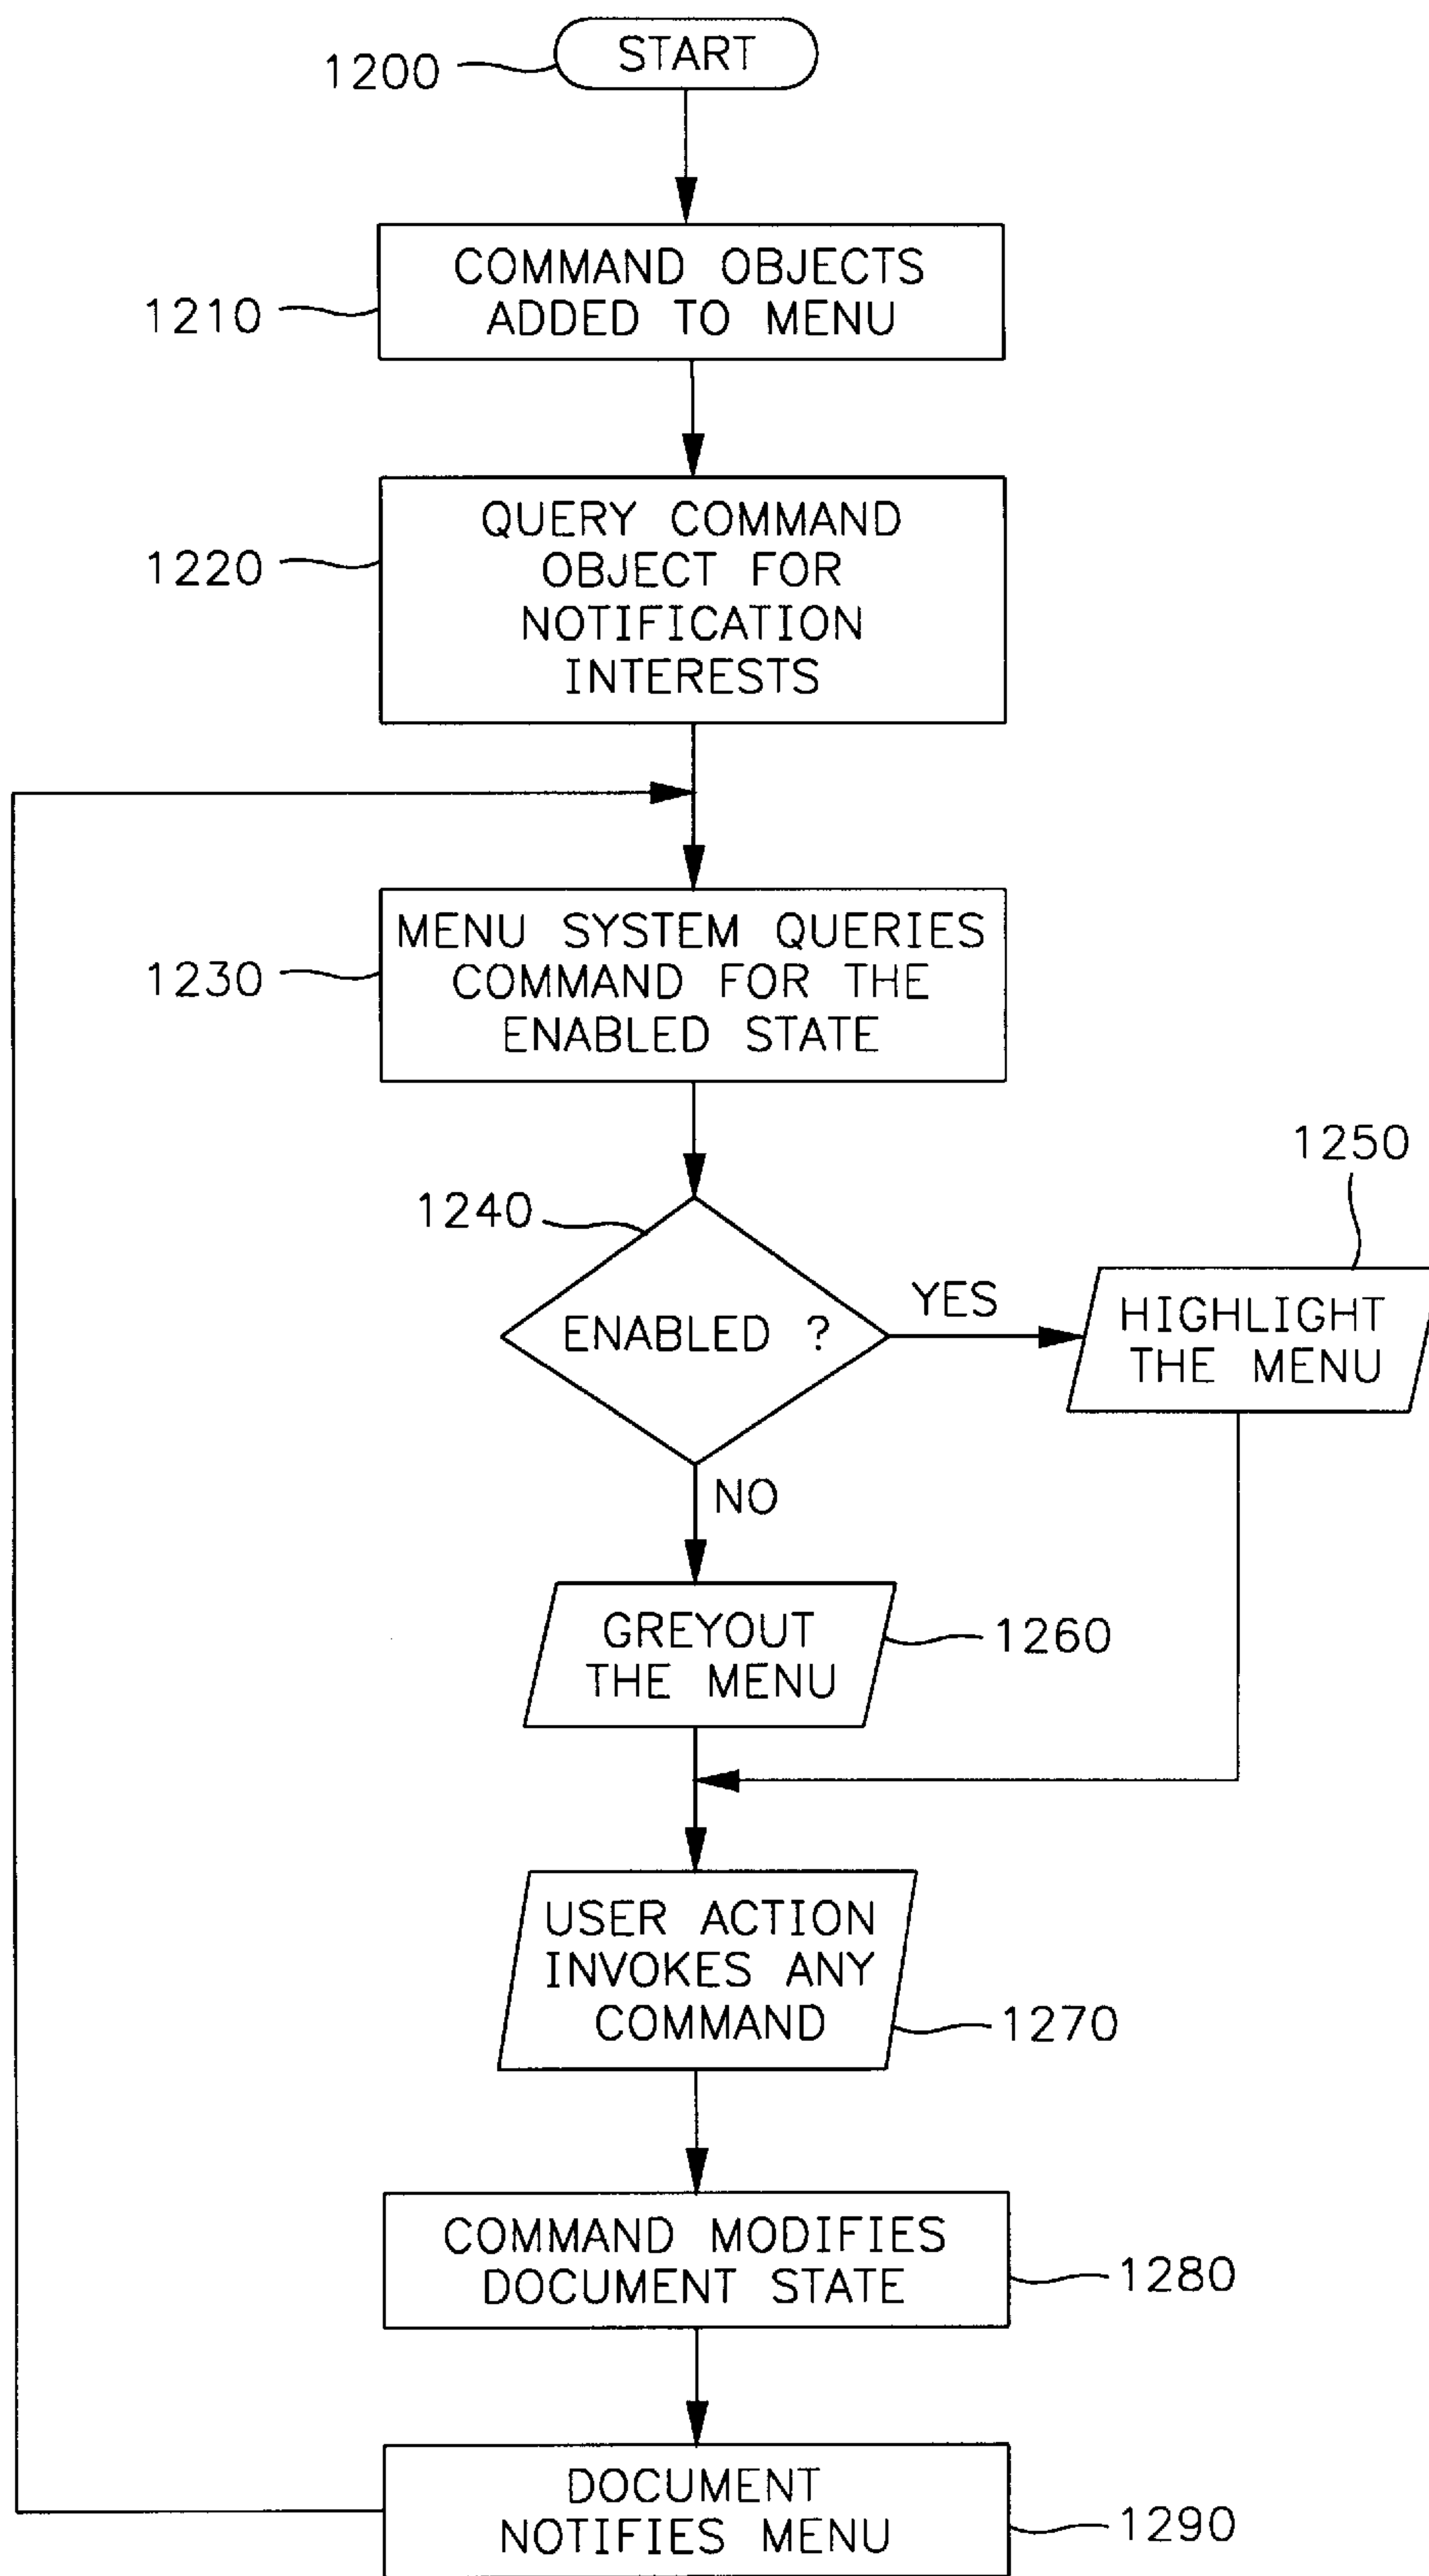 START
1200
COMMAND OBJECTS
ADDED TO MENU
1210
QUERY COMMAND
OBJECT FOR
NOTIFICATION
INTERESTS
1220
MENU SYSTEM QUERIES
COMMAND FOR THE
ENABLED STATE
1230
1240
ENABLED ?
YES
1250
HIGHLIGHT
THE MENU
NO
GREYOUT
THE MENU
1260
USER ACTION
INVOKES ANY
COMMAND
1270
COMMAND MODIFIES
DOCUMENT STATE
1280
DOCUMENT
NOTIFIES MENU
1290